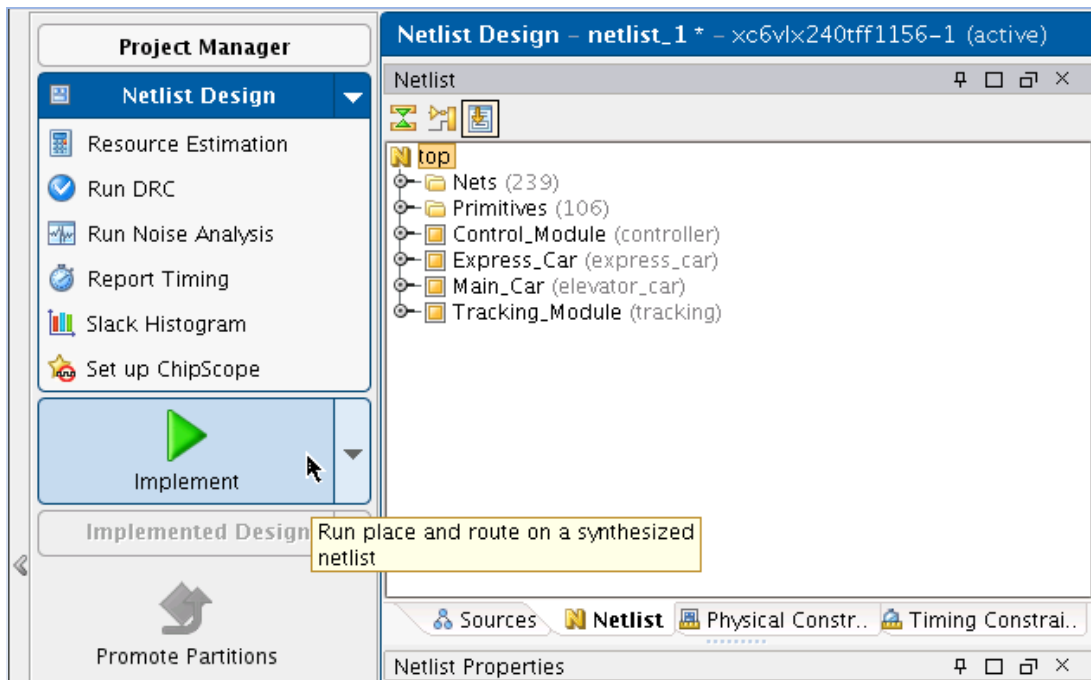 Project Manager
Netlist Design
Resource Estimation
Run DRC
Run Noise Analysis
Report Timing
Slack Histogram
Set up ChipScope
Implement
Implemented Design
Run place and route on a synthesized
netlist
Promote Partitions
Netlist Design – netlist_1 * – xc6vlx240tff1156–1 (active)
Netlist
top
Nets (239)
Primitives (106)
Control_Module (controller)
Express_Car (express_car)
Main_Car (elevator_car)
Tracking_Module (tracking)
Sources Netlist Physical Constr.. Timing Constrai..
Netlist Properties